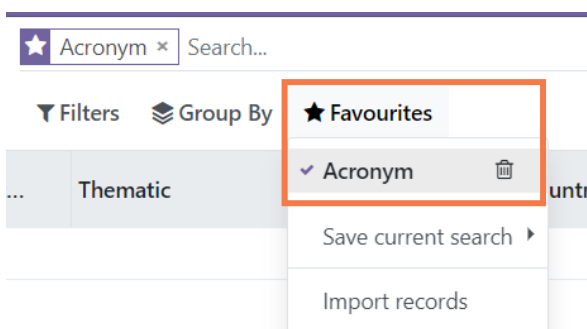 Acronym × Search...
Filters Group By Favourites
... Thematic
Acronym
Save current search
Import records